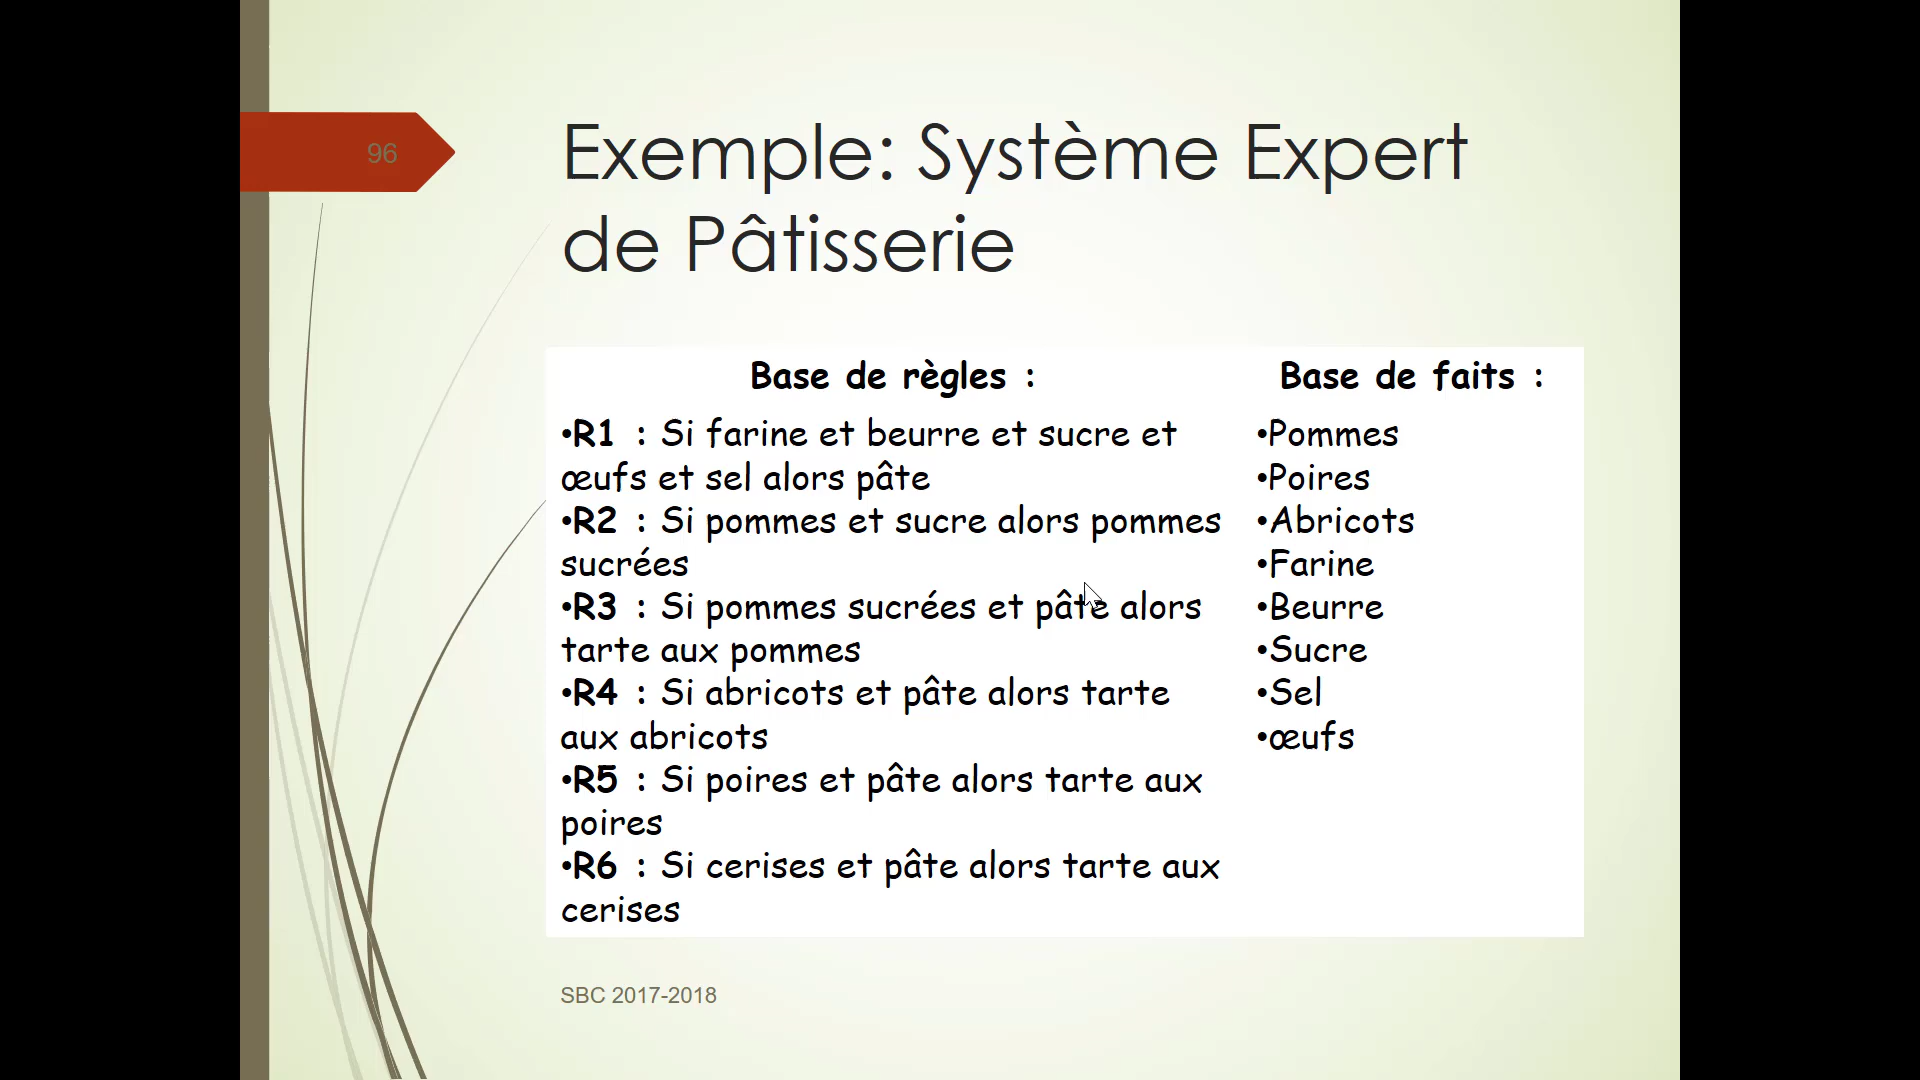 96
Exemple: Système Expert
de Pâtisserie
Base de règles :
•R1 : Si farine et beurre et sucre et
œufs et sel alors pâte
•R2 : Si pommes et sucre alors pommes
sucrées
•R3 : Si pommes sucrées et pâte alors
tarte aux pommes
•R4 : Si abricots et pâte alors tarte
aux abricots
•R5 : Si poires et pâte alors tarte aux
poires
•R6 : Si cerises et pâte alors tarte aux
cerises
Base de faits :
•Pommes
•Poires
•Abricots
•Farine
•Beurre
•Sucre
•Sel
•œufs
SBC 2017-2018